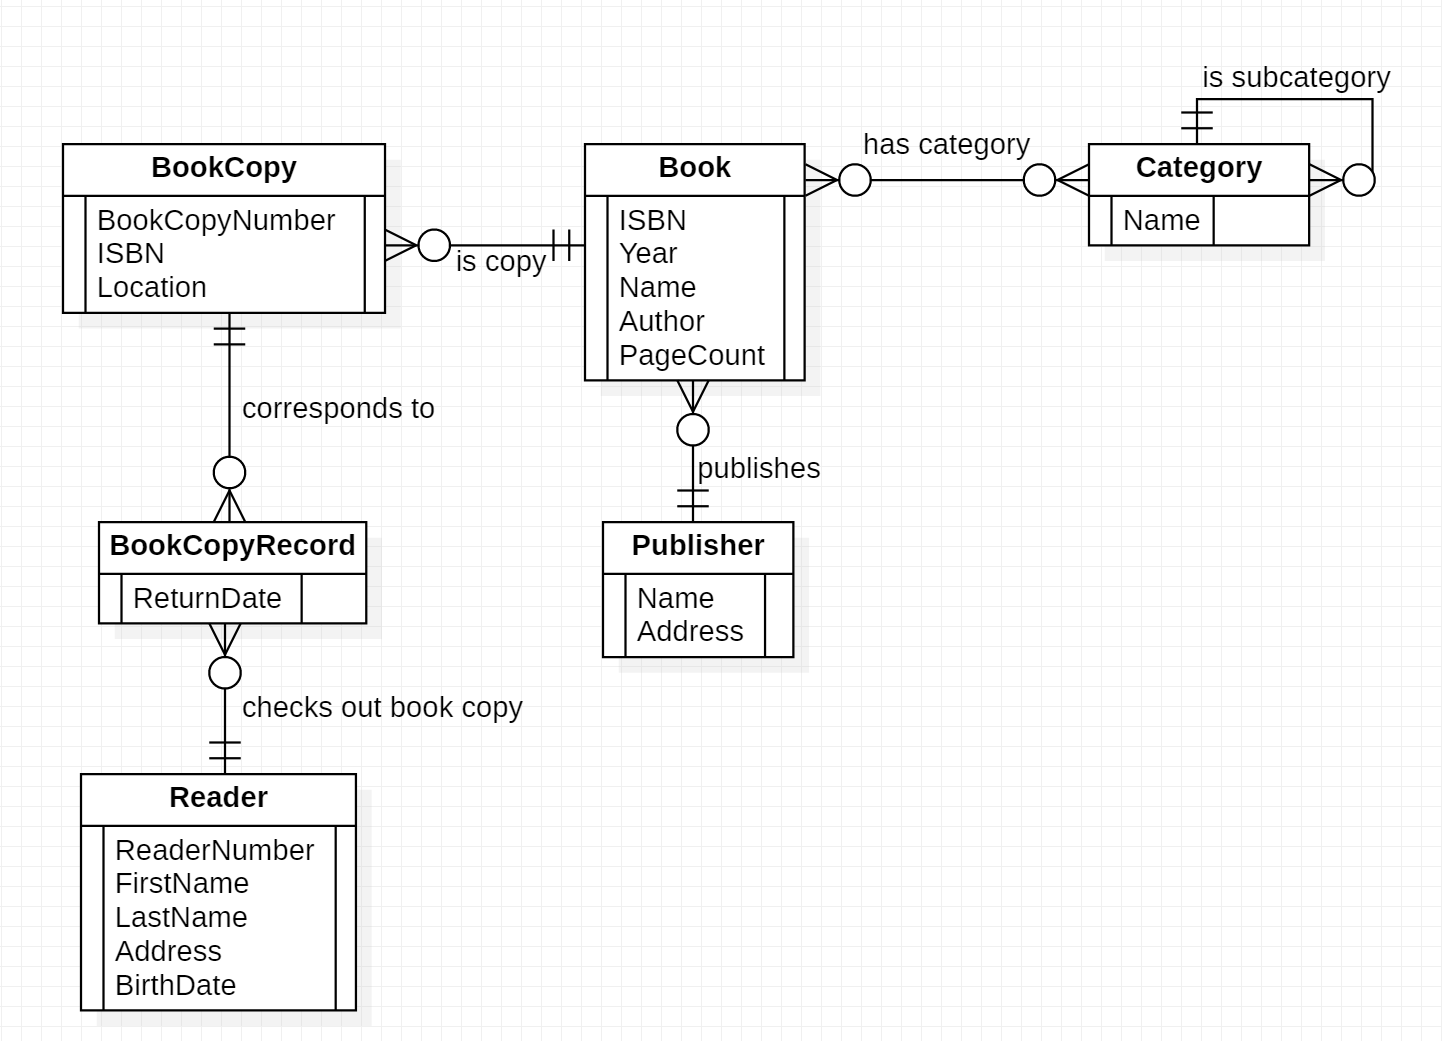 is subcategory
has category
BookCopy
BookCopyNumber
ISBN
Location
is copy
Book
ISBN
Year
Name
Author
PageCount
Category
Name
corresponds to
publishes
BookCopyRecord
ReturnDate
Publisher
Name
Address
checks out book copy
Reader
ReaderNumber
FirstName
LastName
Address
BirthDate